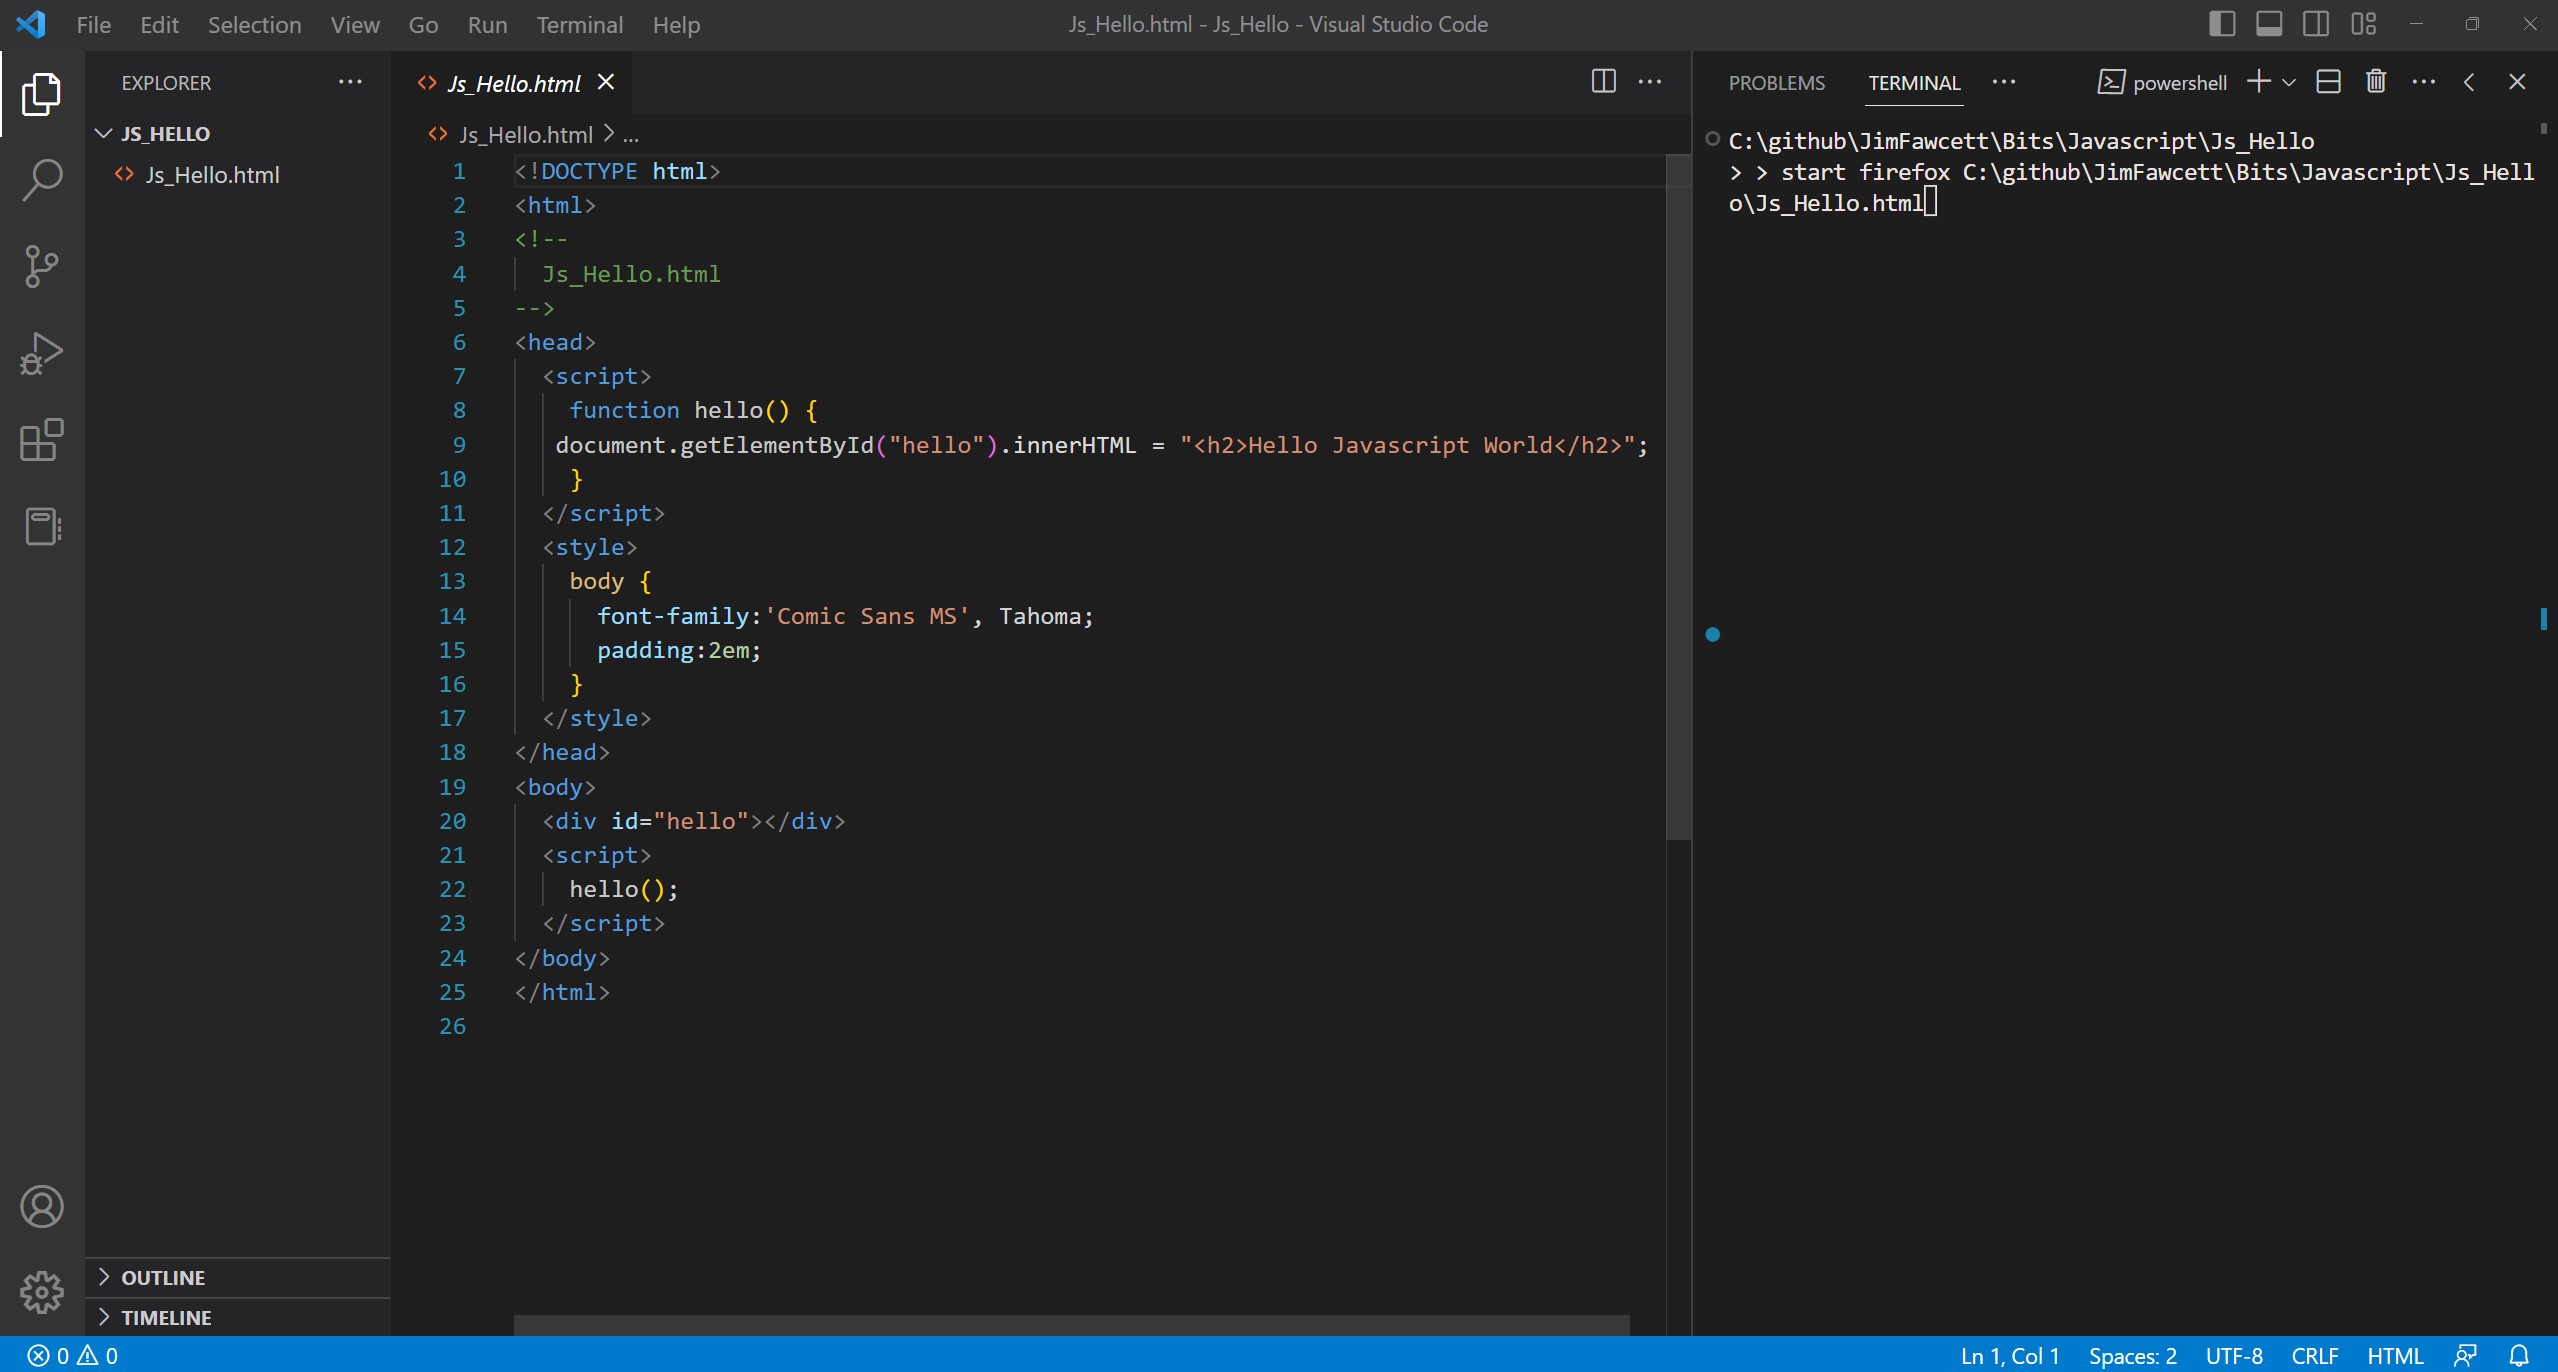 File Edit Selection View Go Run Terminal Help
Js_Hello.html - Js_Hello - Visual Studio Code
EXPLORER
JS_HELLO
Js_Hello.html
OUTLINE
TIMELINE
Js_Hello.html
Js_Hello.html > ...
1 <!DOCTYPE html>
2 <html>
3 <!--
4 Js_Hello.html
5 -->
6 <head>
7 <script>
8 function hello() {
9 document.getElementById("hello").innerHTML = "<h2>Hello Javascript World</h2>";
10 }
11 </script>
12 <style>
13 body {
14 font-family:'Comic Sans MS', Tahoma;
15 padding:2em;
16 }
17 </style>
18 </head>
19 <body>
20 <div id="hello"></div>
21 <script>
22 hello();
23 </script>
24 </body>
25 </html>
26
PROBLEMS TERMINAL ... powershell
C:\github\JimFawcett\Bits\Javascript\Js_Hello
> > start firefox C:\github\JimFawcett\Bits\Javascript\Js_Hell
o\Js_Hello.html
0 0
Ln 1, Col 1 Spaces: 2 UTF-8 CRLF HTML